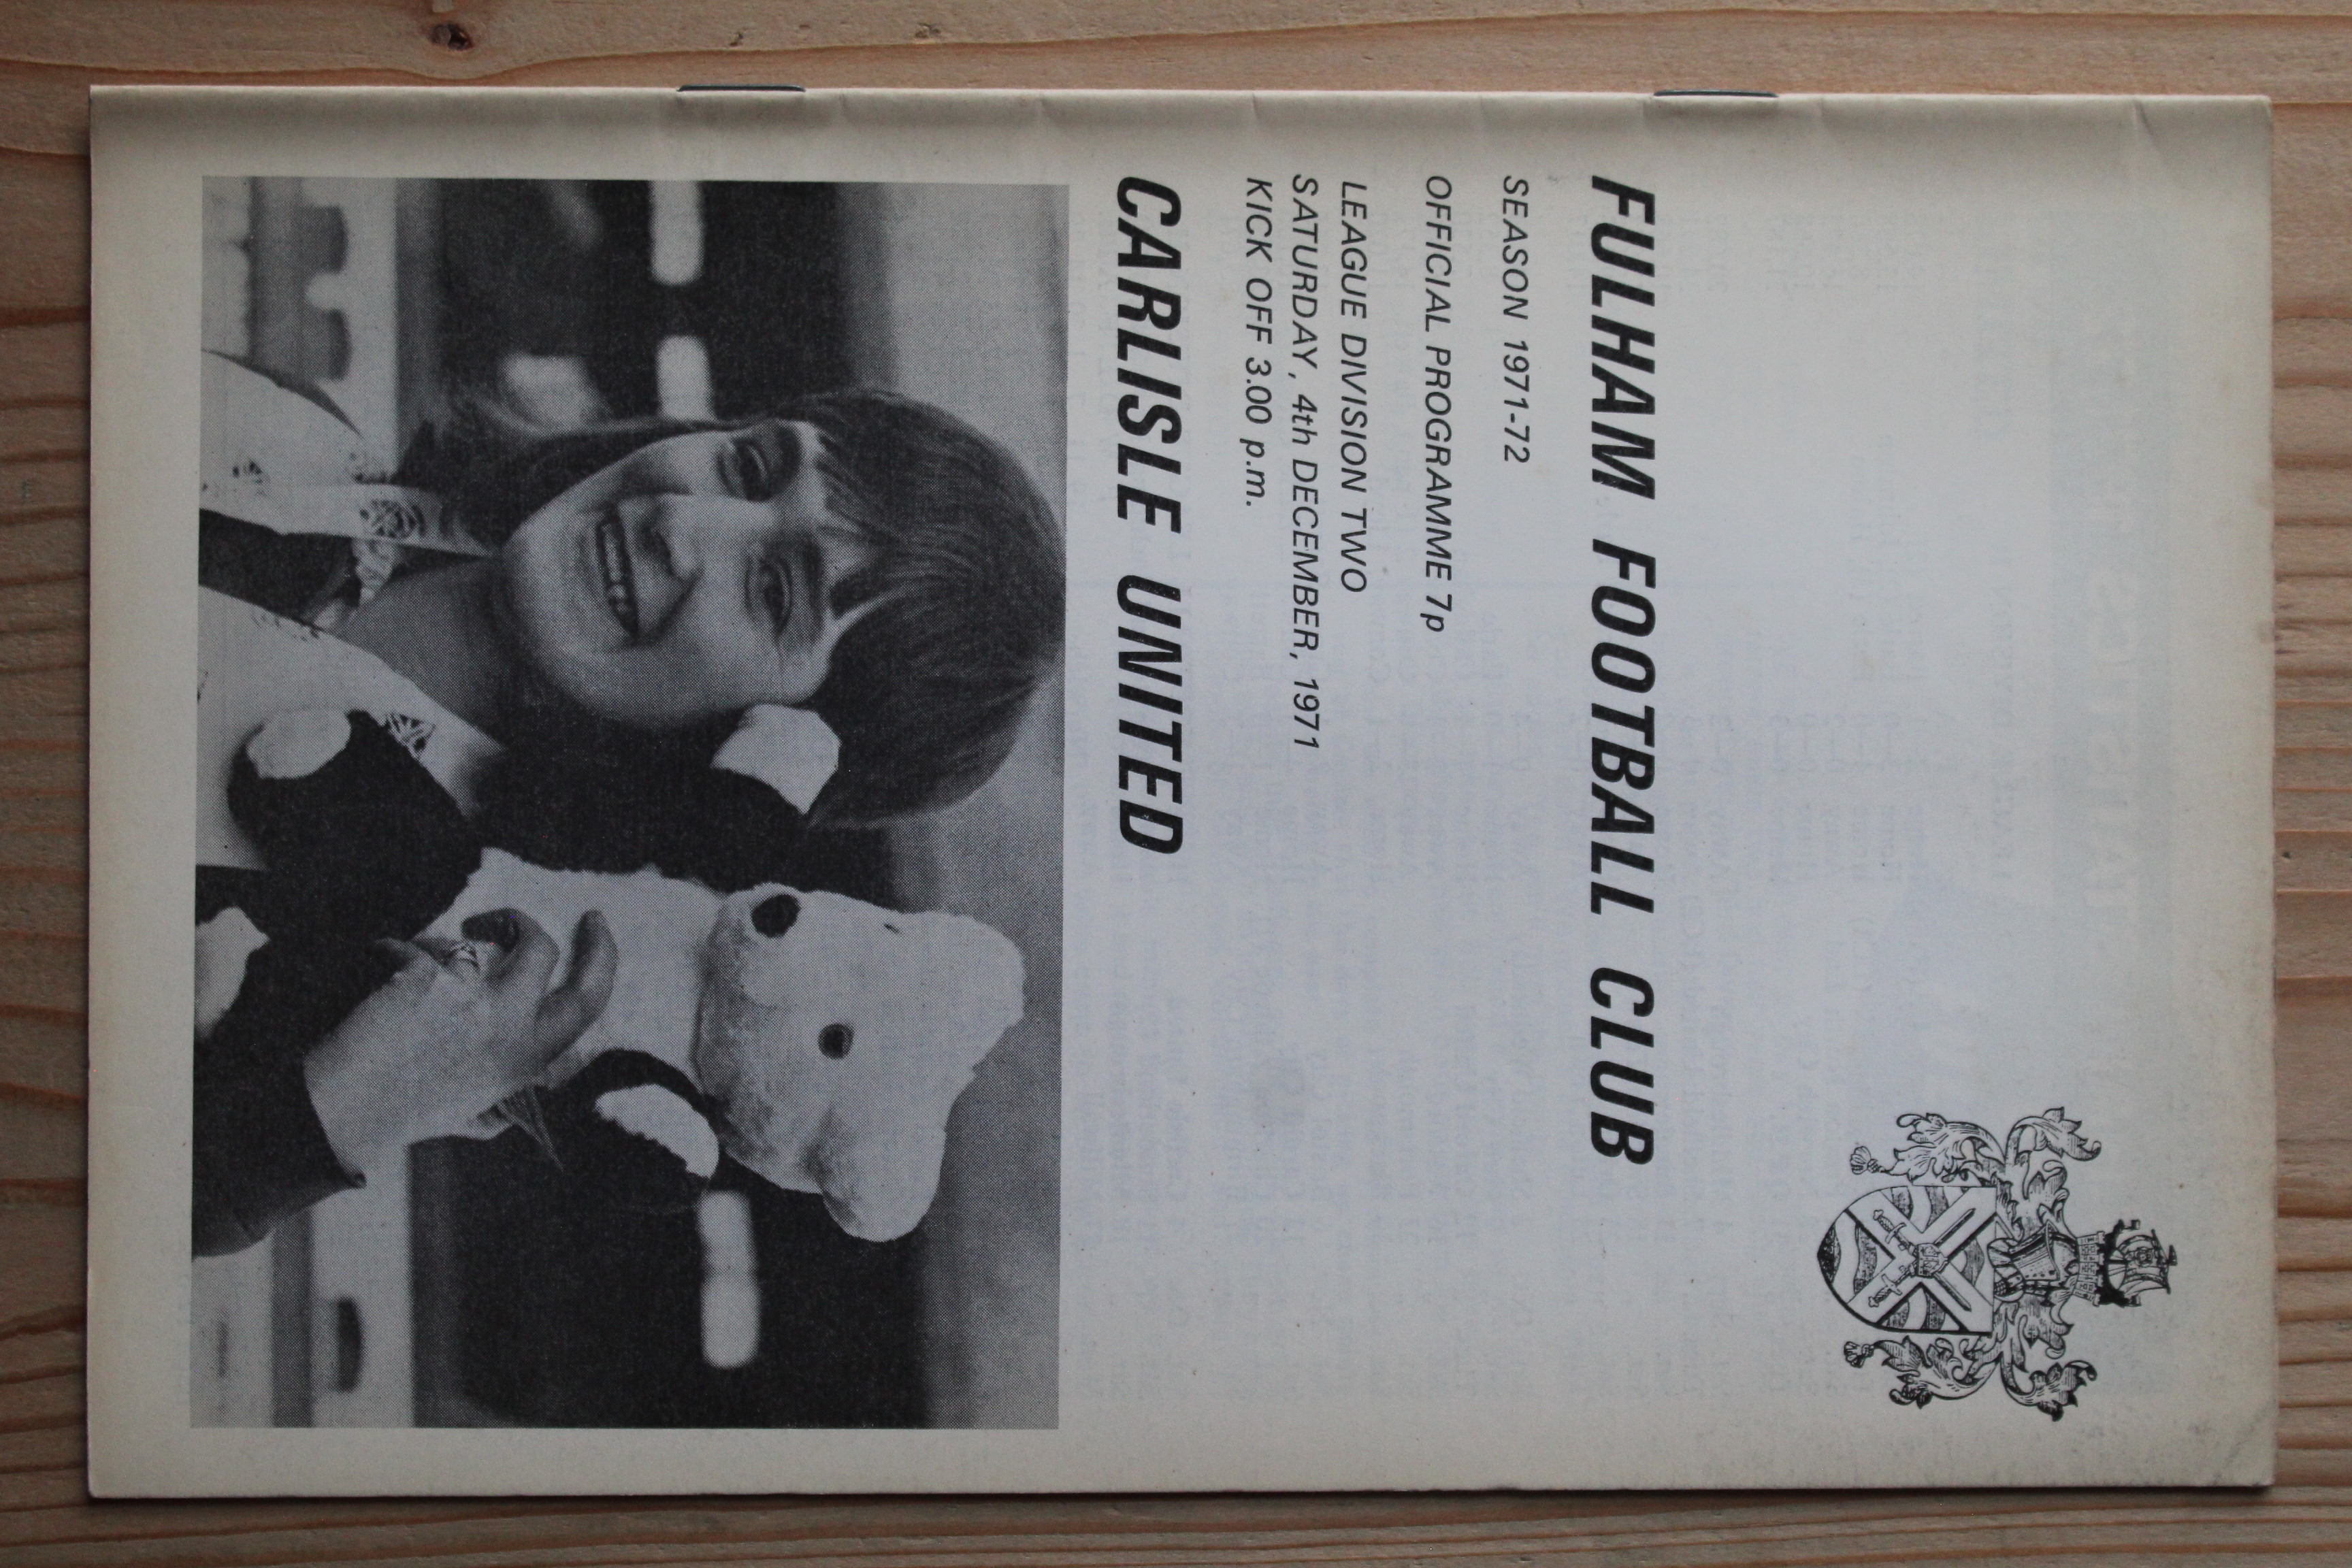 FULHAM FOOTBALL CLUB
SEASON 1971-72
OFFICIAL PROGRAMME 7p
LEAGUE DIVISION TWO
SATURDAY, 4th DECEMBER, 1971
KICK OFF 3.00 p.m.
CARLISLE UNITED